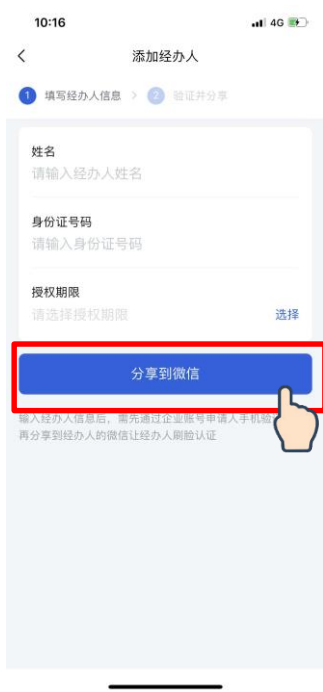 10:16
4G
添加经办人
1 填写经办人信息 > 2 验证并分享
姓名
请输入经办人姓名
身份证号码
请输入身份证号码
授权期限
请选择授权期限 选择
分享到微信
输入经办人信息后，需先通过企业账号申请人手机验
再分享到经办人的微信让经办人刷脸认证